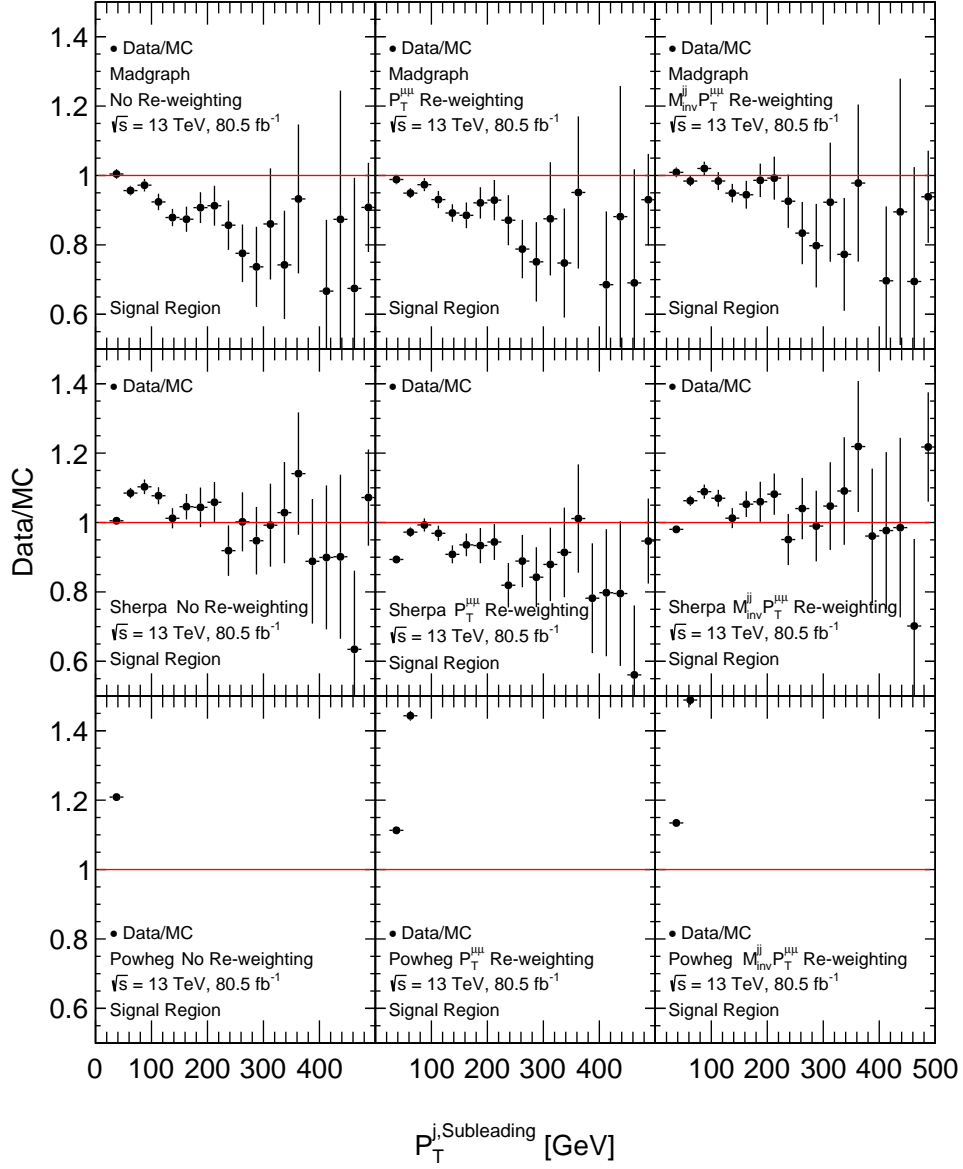 1.4
1.2
1
0.8
0.6
• Data/MC
Madgraph
No Re-weighting
√s = 13 TeV, 80.5 fb⁻¹
Signal Region
• Data/MC
Madgraph
P_T^μμ Re-weighting
√s = 13 TeV, 80.5 fb⁻¹
Signal Region
• Data/MC
Madgraph
M_inv^jj P_T^μμ Re-weighting
√s = 13 TeV, 80.5 fb⁻¹
Signal Region
Data/MC
1.4
1.2
1
0.8
0.6
• Data/MC
Sherpa No Re-weighting
√s = 13 TeV, 80.5 fb⁻¹
Signal Region
• Data/MC
Sherpa P_T^μμ Re-weighting
√s = 13 TeV, 80.5 fb⁻¹
Signal Region
• Data/MC
Sherpa M_inv^jj P_T^μμ Re-weighting
√s = 13 TeV, 80.5 fb⁻¹
Signal Region
1.4
1.2
1
0.8
0.6
• Data/MC
Powheg No Re-weighting
√s = 13 TeV, 80.5 fb⁻¹
Signal Region
• Data/MC
Powheg P_T^μμ Re-weighting
√s = 13 TeV, 80.5 fb⁻¹
Signal Region
• Data/MC
Powheg M_inv^jj P_T^μμ Re-weighting
√s = 13 TeV, 80.5 fb⁻¹
Signal Region
0 100 200 300 400
100 200 300 400
100 200 300 400 500
P_T^j,Subleading [GeV]